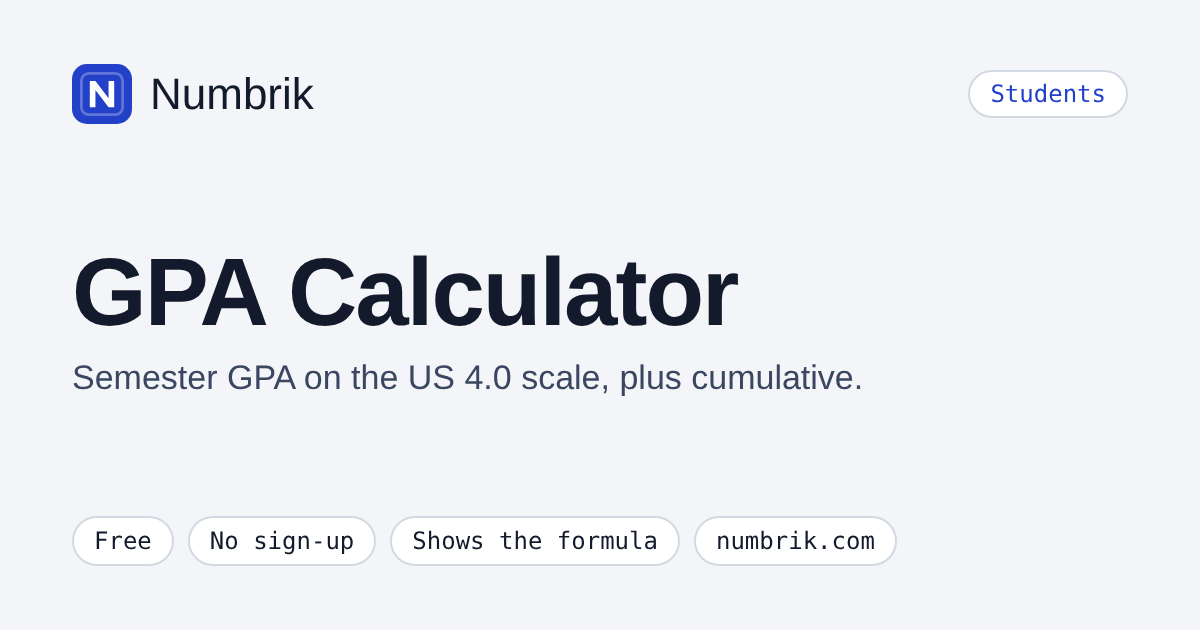 N Numbrik
Students
GPA Calculator
Semester GPA on the US 4.0 scale, plus cumulative.
Free
No sign-up
Shows the formula
numbrik.com